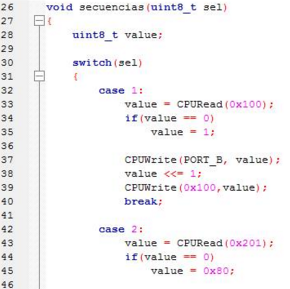 26 void secuencias(uint8_t sel)
27 {
28     uint8_t value;
29
30     switch(sel)
31     {
32         case 1:
33             value = CPURead(0x100);
34             if(value == 0)
35                 value = 1;
36
37             CPUWrite(PORT_B, value);
38             value <<= 1;
39             CPUWrite(0x100,value);
40             break;
41
42         case 2:
43             value = CPURead(0x201);
44             if(value == 0)
45                 value = 0x80;
46